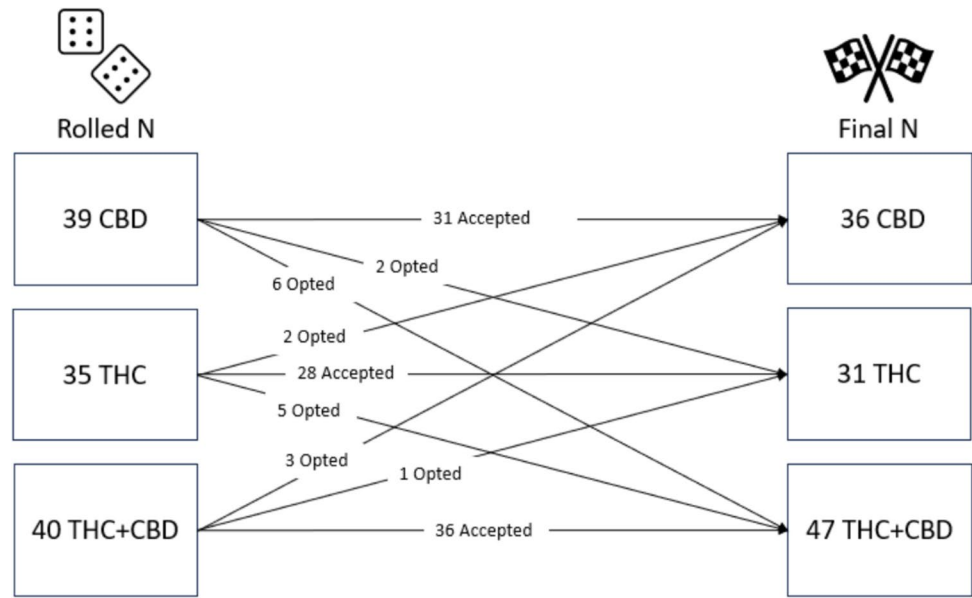 Rolled N
Final N
39 CBD
31 Accepted
36 CBD
2 Opted
6 Opted
2 Opted
35 THC
28 Accepted
31 THC
5 Opted
3 Opted
1 Opted
40 THC+CBD
36 Accepted
47 THC+CBD